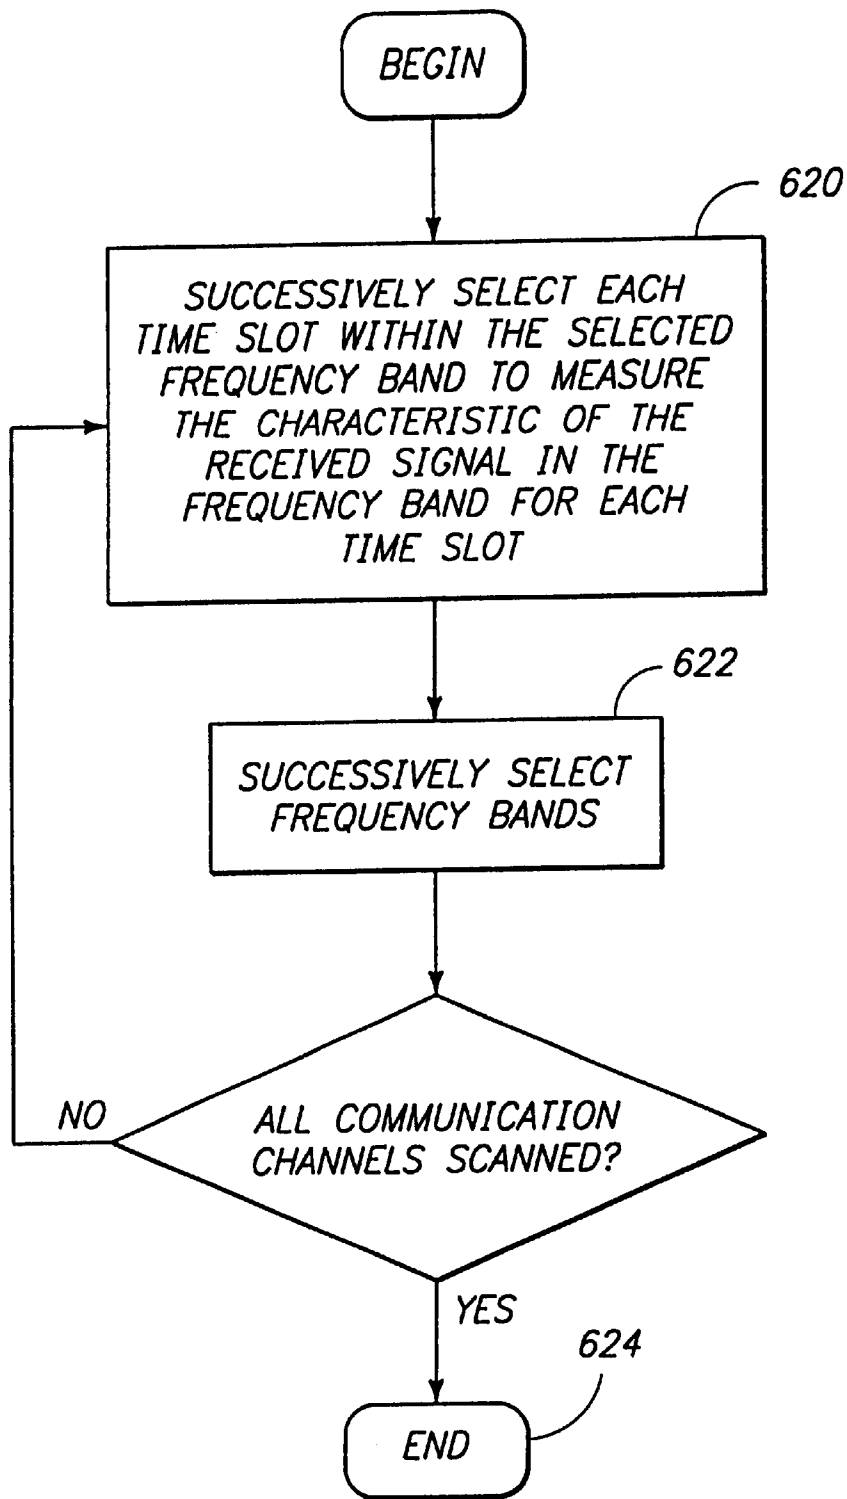 BEGIN
620
SUCCESSIVELY SELECT EACH
TIME SLOT WITHIN THE SELECTED
FREQUENCY BAND TO MEASURE
THE CHARACTERISTIC OF THE
RECEIVED SIGNAL IN THE
FREQUENCY BAND FOR EACH
TIME SLOT
622
SUCCESSIVELY SELECT
FREQUENCY BANDS
NO
ALL COMMUNICATION
CHANNELS SCANNED?
YES
624
END